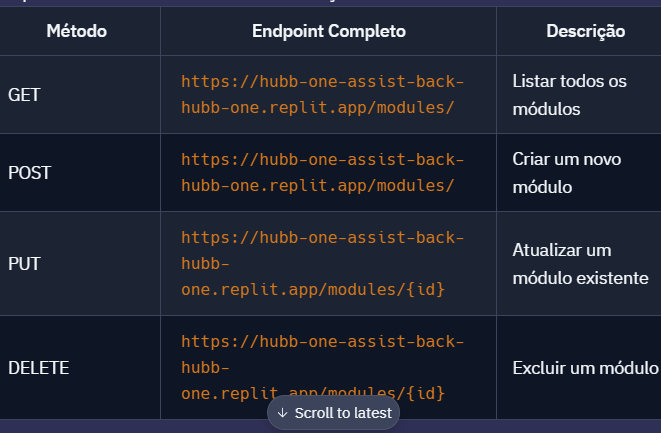 Método Endpoint Completo Descrição
GET
https://hubb-one-assist-back-
hubb-one.replit.app/modules/
Listar todos os
módulos
POST
https://hubb-one-assist-back-
hubb-one.replit.app/modules/
Criar um novo
módulo
PUT
https://hubb-one-assist-back-
hubb-
one.replit.app/modules/{id}
Atualizar um
módulo existente
DELETE
https://hubb-one-assist-back-
hubb-
one.replit.app/modules/{id}
Excluir um módulo
↓ Scroll to latest